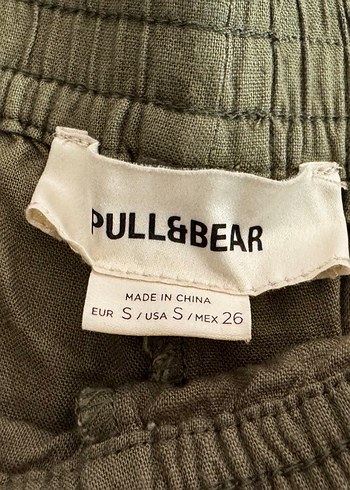 PULL&BEAR
MADE IN CHINA
EUR S / USA S / MEX 26